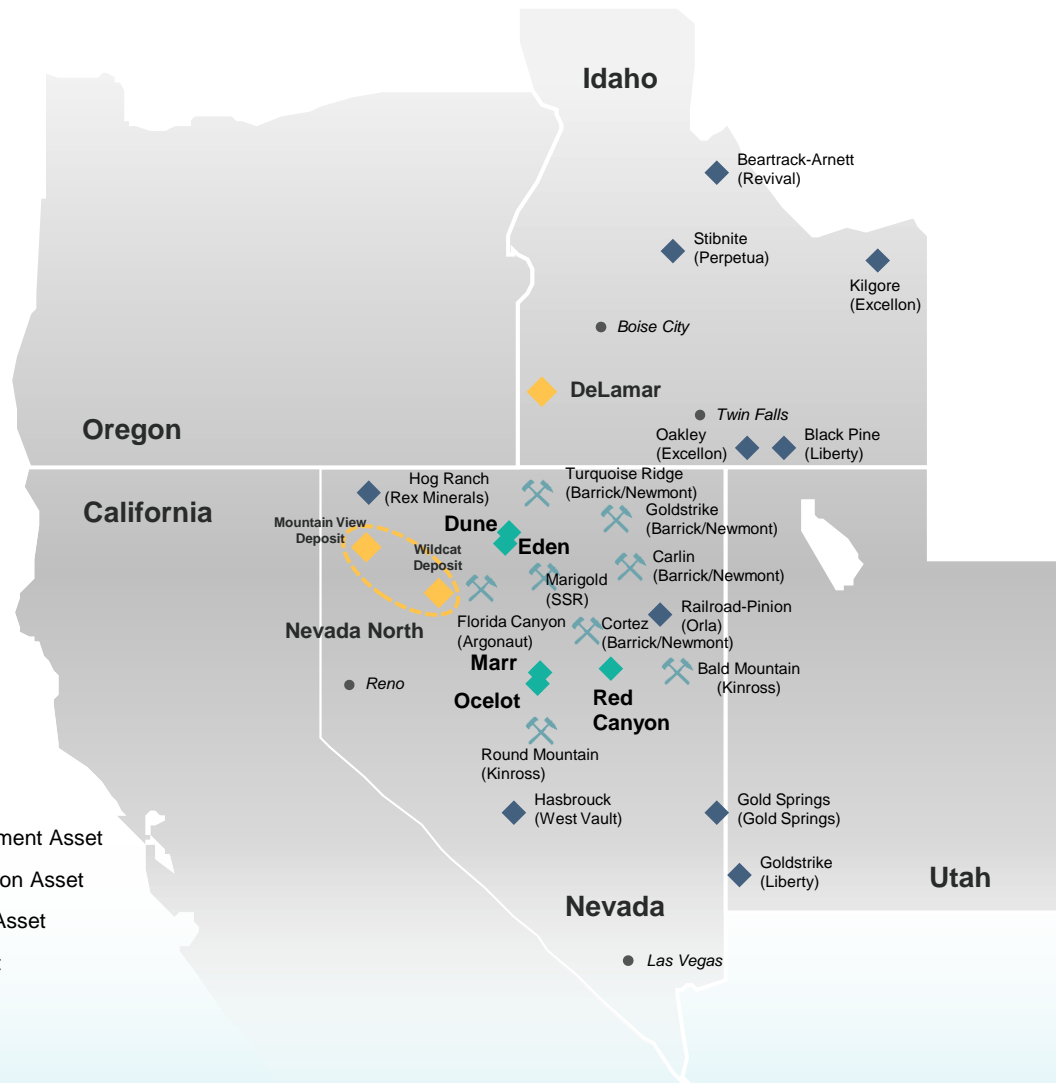 Idaho
Beartrack-Arnett
(Revival)
Stibnite
(Perpetua)
Kilgore
(Excellon)
Boise City
DeLamar
Twin Falls
Oregon
Oakley
(Excellon)
Black Pine
(Liberty)
California
Hog Ranch
(Rex Minerals)
Turquoise Ridge
(Barrick/Newmont)
Goldstrike
(Barrick/Newmont)
Mountain View
Deposit
Dune
Eden
Wildcat
Deposit
Carlin
(Barrick/Newmont)
Marigold
(SSR)
Railroad-Pinion
(Orla)
Florida Canyon
(Argonaut)
Cortez
(Barrick/Newmont)
Nevada North
Marr
Ocelot
Reno
Red
Canyon
Bald Mountain
(Kinross)
Round Mountain
(Kinross)
Hasbrouck
(West Vault)
Gold Springs
(Gold Springs)
Goldstrike
(Liberty)
Utah
Nevada
Las Vegas
ment Asset
on Asset
Asset